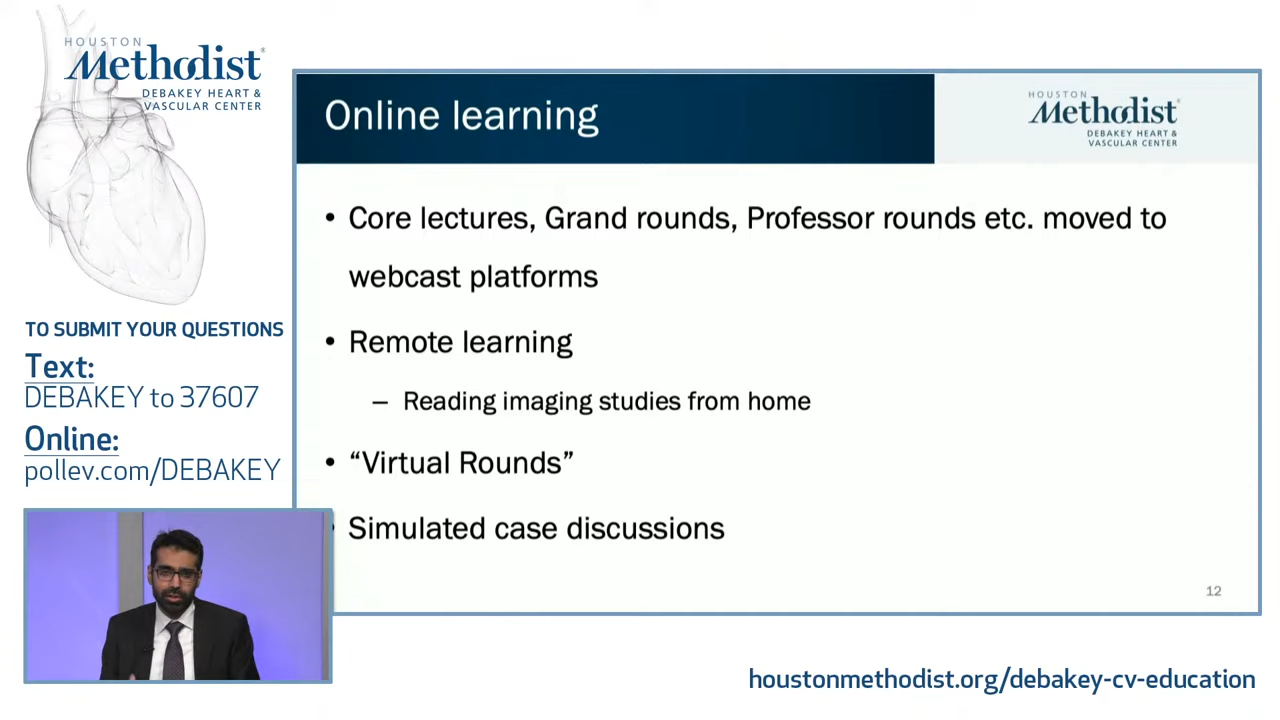 HOUSTON
Methodist®
DEBAKEY HEART &
VASCULAR CENTER
TO SUBMIT YOUR QUESTIONS
Text:
DEBAKEY to 37607
Online:
pollev.com/DEBAKEY
Online learning
HOUSTON
Methodist®
DEBAKEY HEART &
VASCULAR CENTER
• Core lectures, Grand rounds, Professor rounds etc. moved to
webcast platforms
• Remote learning
– Reading imaging studies from home
• “Virtual Rounds”
• Simulated case discussions
12
houstonmethodist.org/debakey-cv-education